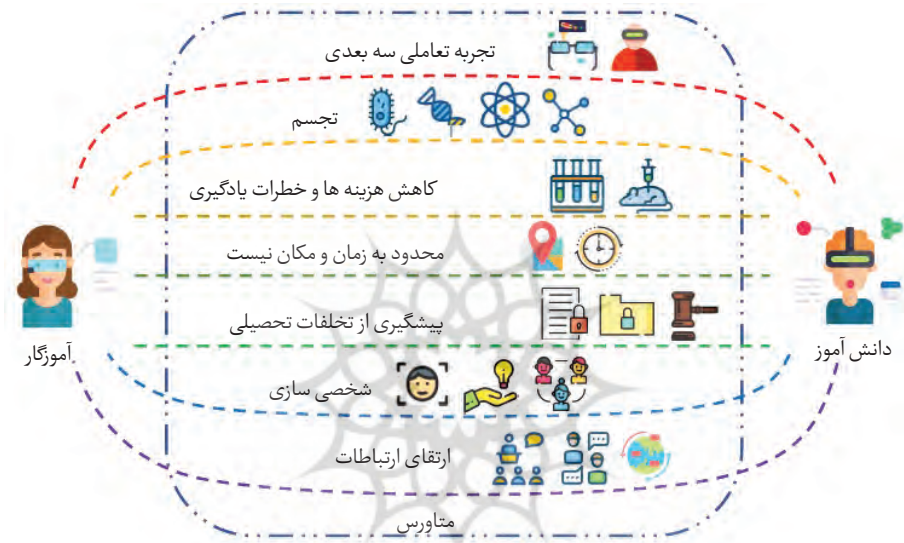 تجربه تعاملی سه بعدی
تجسم
کاهش هزینه ها و خطرات یادگیری
محدود به زمان و مکان نیست
پیشگیری از تخلفات تحصیلی
دانش آموز
آموزگار
شخصی سازی
ارتقای ارتباطات
متاورس